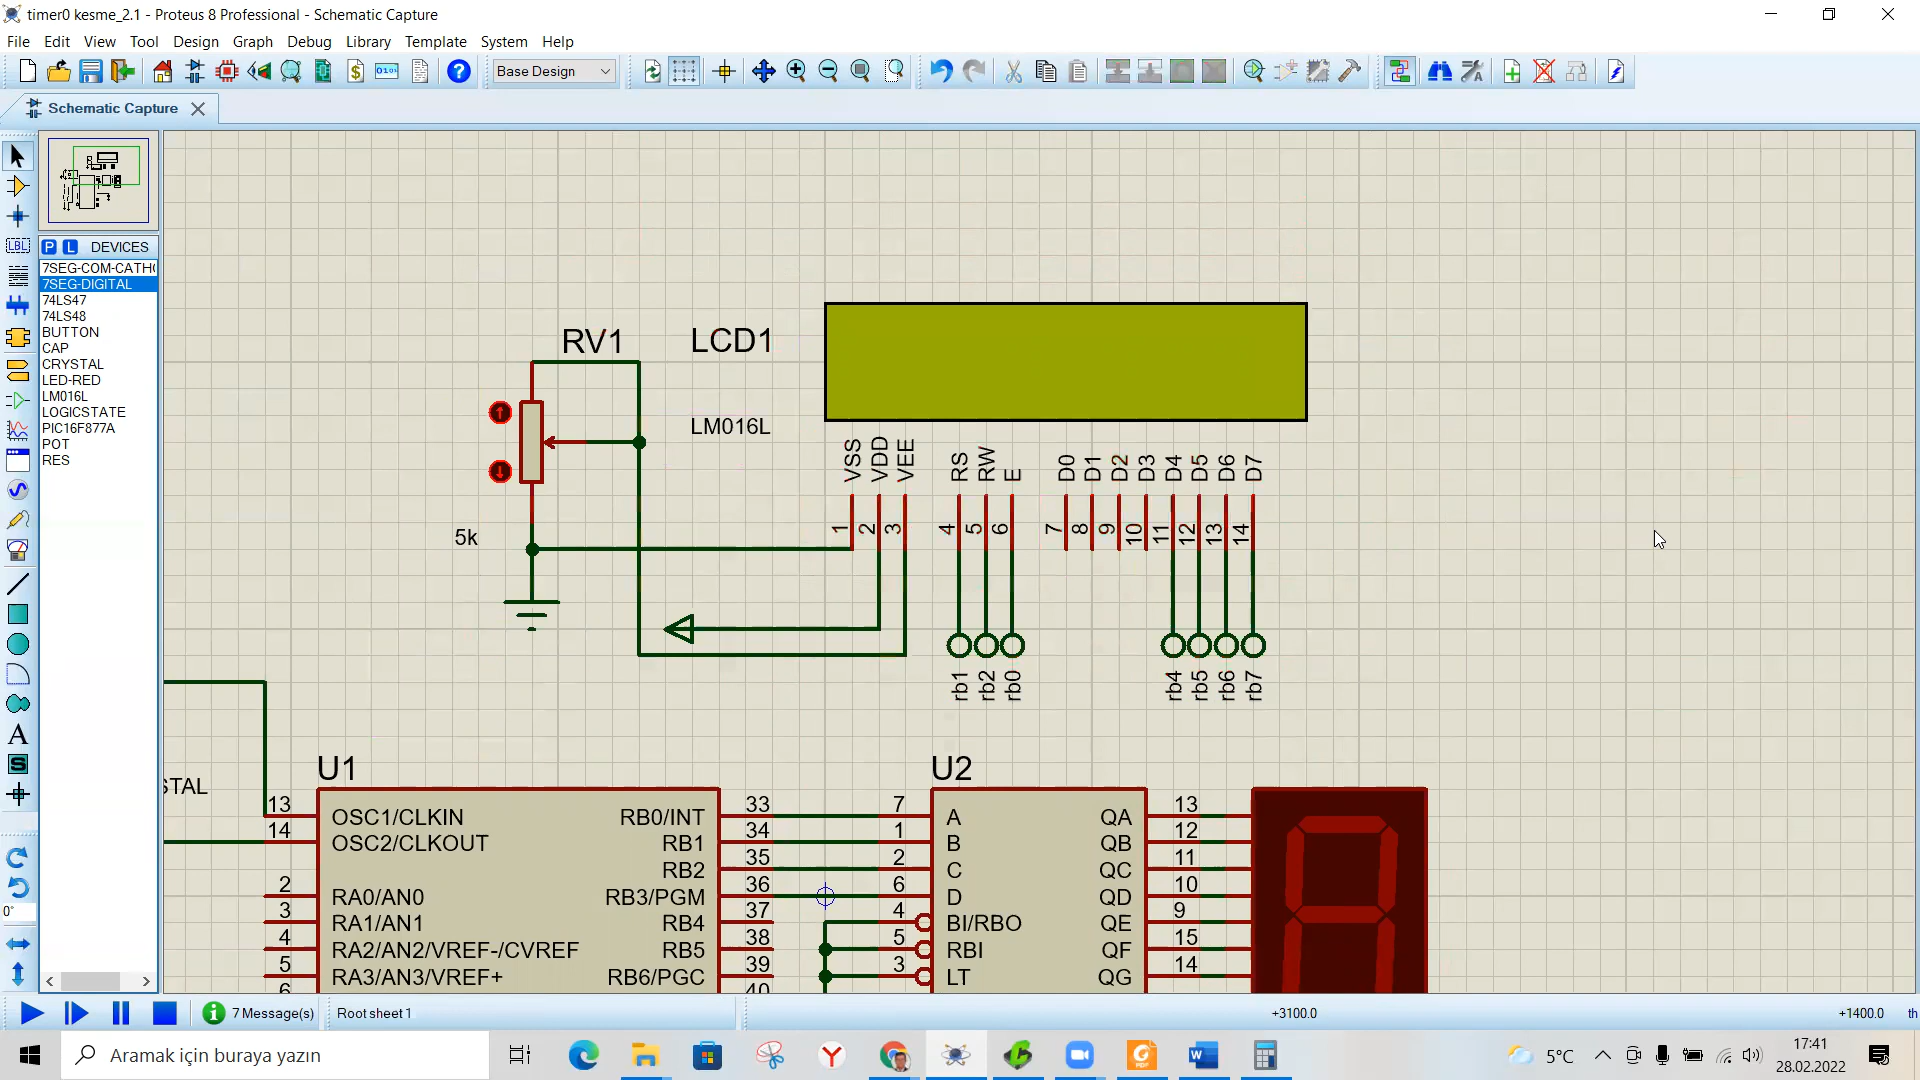 timer0 kesme_2.1 - Proteus 8 Professional - Schematic Capture
File Edit View Tool Design Graph Debug Library Template System Help
Base Design
Schematic Capture
P L DEVICES
7SEG-COM-CATH
7SEG-DIGITAL
74LS47
74LS48
BUTTON
CAP
CRYSTAL
LED-RED
LM016L
LOGICSTATE
PIC16F877A
POT
RES
LBL
A
S
0°
RV1
5k
LCD1
LM016L
VSS VDD VEE RS RW E D0 D1 D2 D3 D4 D5 D6 D7
1 2 3 4 5 6 7 8 9 10 11 12 13 14
rb1 rb2 rb0 rb4 rb5 rb6 rb7
STAL
U1
13 OSC1/CLKIN RB0/INT 33
14 OSC2/CLKOUT RB1 34
RB2 35
2 RA0/AN0 RB3/PGM 36
3 RA1/AN1 RB4 37
4 RA2/AN2/VREF-/CVREF RB5 38
5 RA3/AN3/VREF+ RB6/PGC 39
6 40
U2
7 A QA 13
1 B QB 12
2 C QC 11
6 D QD 10
4 BI/RBO QE 9
5 RBI QF 15
3 LT QG 14
7 Message(s) Root sheet 1 +3100.0 +1400.0 th
Aramak için buraya yazın
5°C
17:41
28.02.2022